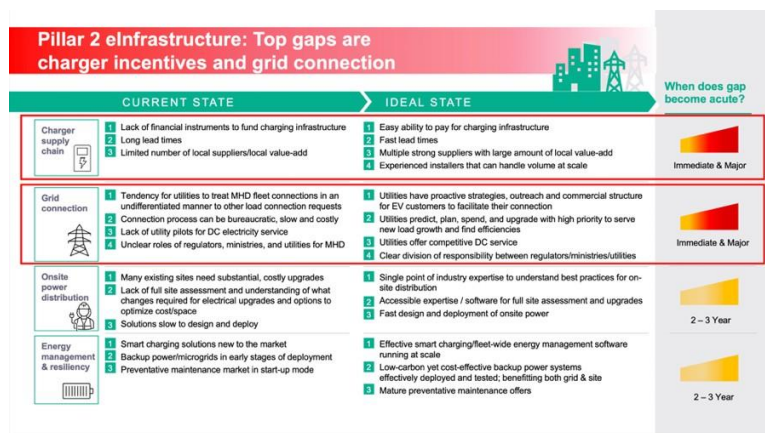 Pillar 2 eInfrastructure: Top gaps are
charger incentives and grid connection
When does gap
become acute?
CURRENT STATE
IDEAL STATE
Charger
supply
chain
1 Lack of financial instruments to fund charging infrastructure
2 Long lead times
3 Limited number of local suppliers/local value-add
1 Easy ability to pay for charging infrastructure
2 Fast lead times
3 Multiple strong suppliers with large amount of local value-add
4 Experienced installers that can handle volume at scale
Immediate & Major
Grid
connection
1 Tendency for utilities to treat MHD fleet connections in an
undifferentiated manner to other load connection requests
2 Connection process can be bureaucratic, slow and costly
3 Lack of utility pilots for DC electricity service
4 Unclear roles of regulators, ministries, and utilities for MHD
1 Utilities have proactive strategies, outreach and commercial structure
for EV customers to facilitate their connection
2 Utilities predict, plan, spend, and upgrade with high priority to serve
new load growth and find efficiencies
3 Utilities offer competitive DC service
4 Clear division of responsibility between regulators/ministries/utilities
Immediate & Major
Onsite
power
distribution
1 Many existing sites need substantial, costly upgrades
2 Lack of full site assessment and understanding of what
changes required for electrical upgrades and options to
optimize cost/space
3 Solutions slow to design and deploy
1 Single point of industry expertise to understand best practices for on-
site distribution
2 Accessible expertise / software for full site assessment and upgrades
3 Fast design and deployment of onsite power
2 – 3 Year
Energy
management
& resiliency
1 Smart charging solutions new to the market
2 Backup power/microgrids in early stages of deployment
3 Preventative maintenance market in start-up mode
1 Effective smart charging/fleet-wide energy management software
running at scale
2 Low-carbon yet cost-effective backup power systems
effectively deployed and tested; benefitting both grid & site
3 Mature preventative maintenance offers
2 – 3 Year